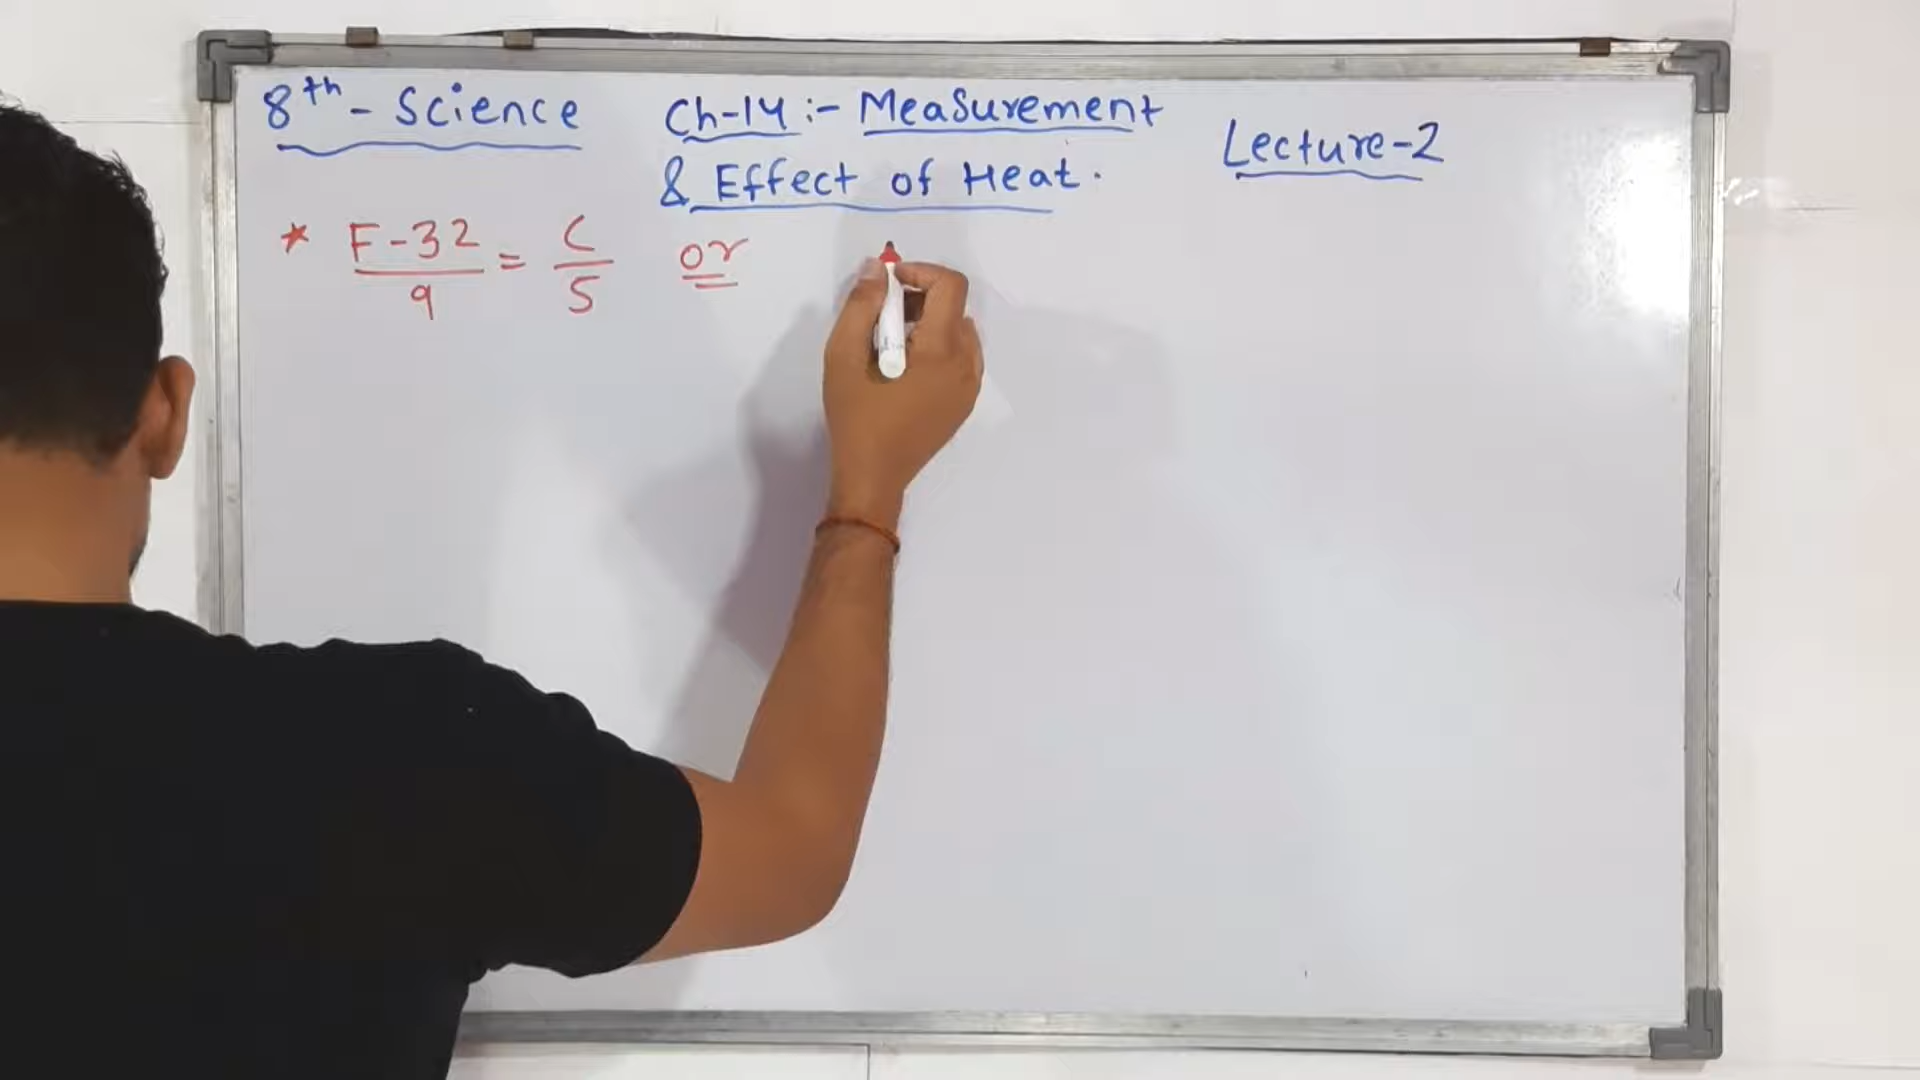 8th - Science Ch-14 :- Measurement
& Effect of Heat. Lecture-2
* F-32/9 = C/5 or